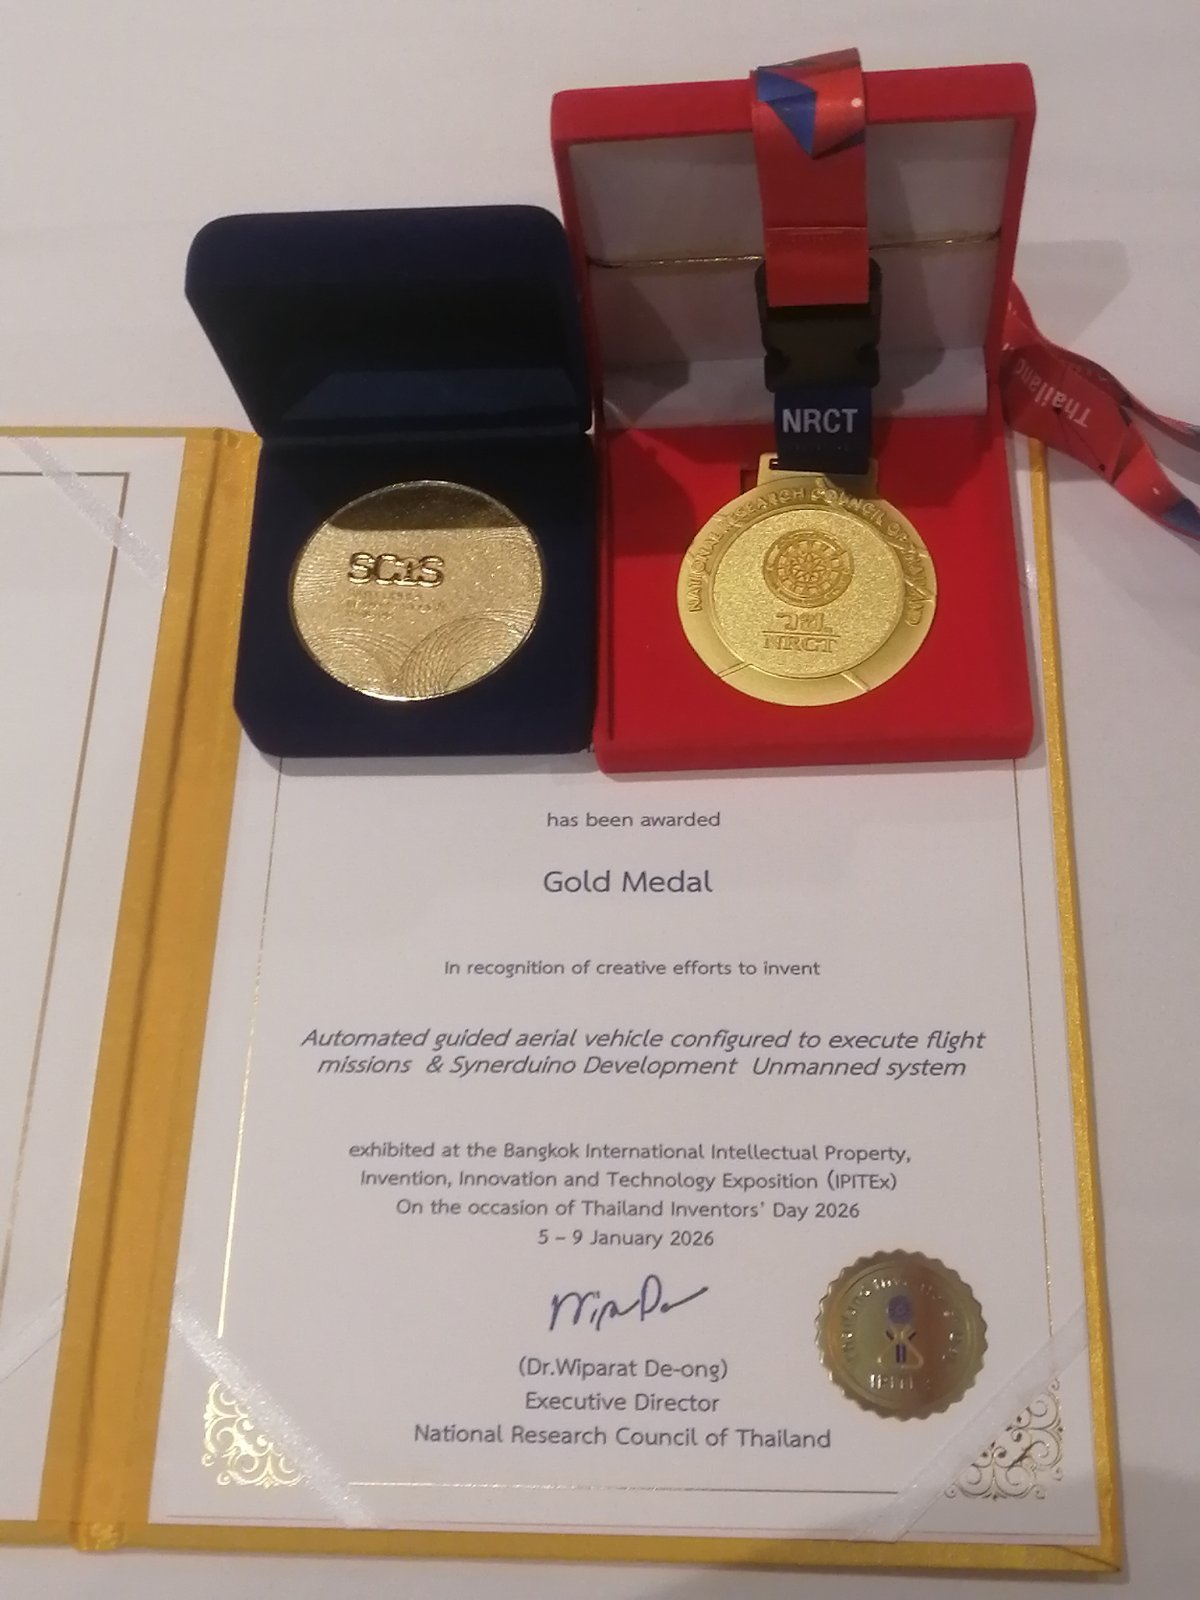 NRCT
Thailand
SCiS
NATIONAL RESEARCH COUNCIL OF THAILAND
วช.
NRCT
has been awarded
Gold Medal
In recognition of creative efforts to invent
Automated guided aerial vehicle configured to execute flight
missions & Synerduino Development Unmanned system
exhibited at the Bangkok International Intellectual Property,
Invention, Innovation and Technology Exposition (IPITEx)
On the occasion of Thailand Inventors' Day 2026
5 – 9 January 2026
(Dr.Wiparat De-ong)
Executive Director
National Research Council of Thailand